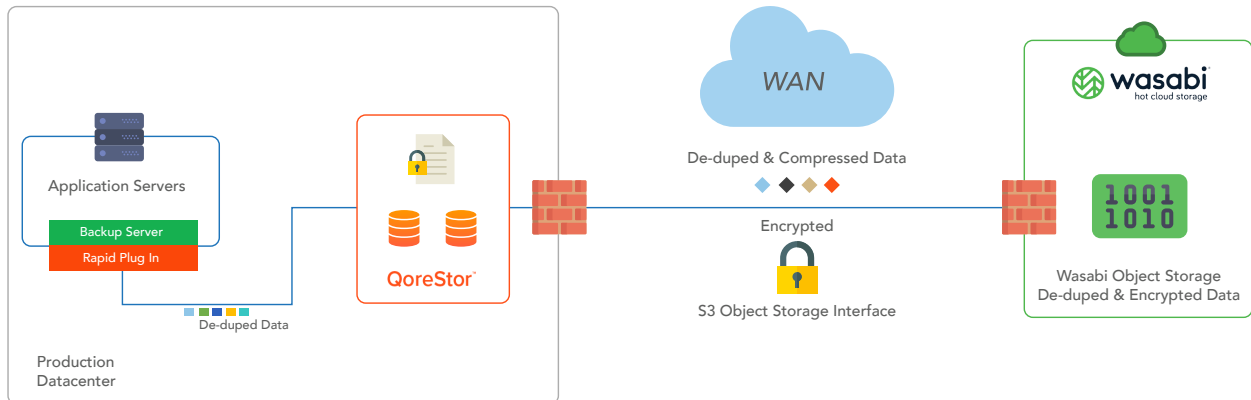 Application Servers
Backup Server
Rapid Plug In
De-duped Data
Production
Datacenter
QoreStor™
WAN
De-duped & Compressed Data
Encrypted
S3 Object Storage Interface
wasabi
hot cloud storage
1001
1010
Wasabi Object Storage
De-duped & Encrypted Data